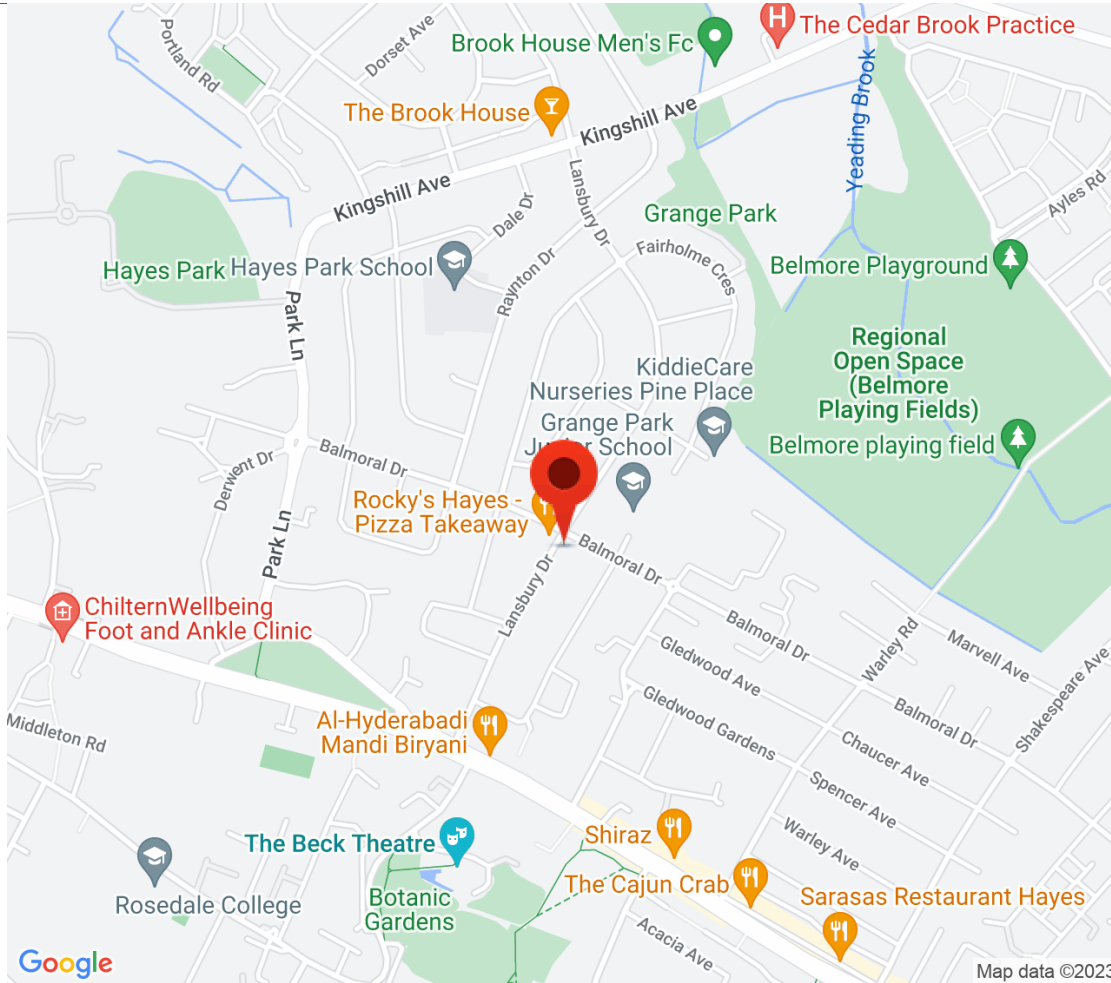 Portland Rd
Dorset Ave
Brook House Men's Fc
H
The Cedar Brook Practice
The Brook House
Kingshill Ave
Yeading Brook
Kingshill Ave
Lansbury Dr
Ayles Rd
Dale Dr
Grange Park
Fairholme Cres
Hayes Park
Hayes Park School
Raynton Dr
Belmore Playground
Park Ln
Regional
Open Space
(Belmore
Playing Fields)
KiddieCare
Nurseries Pine Place
Grange Park
School
Belmore playing field
Derwent Dr
Balmoral Dr
Rocky's Hayes -
Pizza Takeaway
Park Ln
Balmoral Dr
Lansbury Dr
ChilternWellbeing
Foot and Ankle Clinic
Balmoral Dr
Warley Rd
Marvell Ave
Gledwood Ave
Shakespeare Ave
Gledwood Gardens
Balmoral Dr
Al-Hyderabadi
Mandi Biryani
Middleton Rd
Chaucer Ave
Spencer Ave
Warley Ave
Shiraz
The Beck Theatre
The Cajun Crab
Botanic
Gardens
Rosedale College
Sarasas Restaurant Hayes
Acacia Ave
Google
Map data ©2023